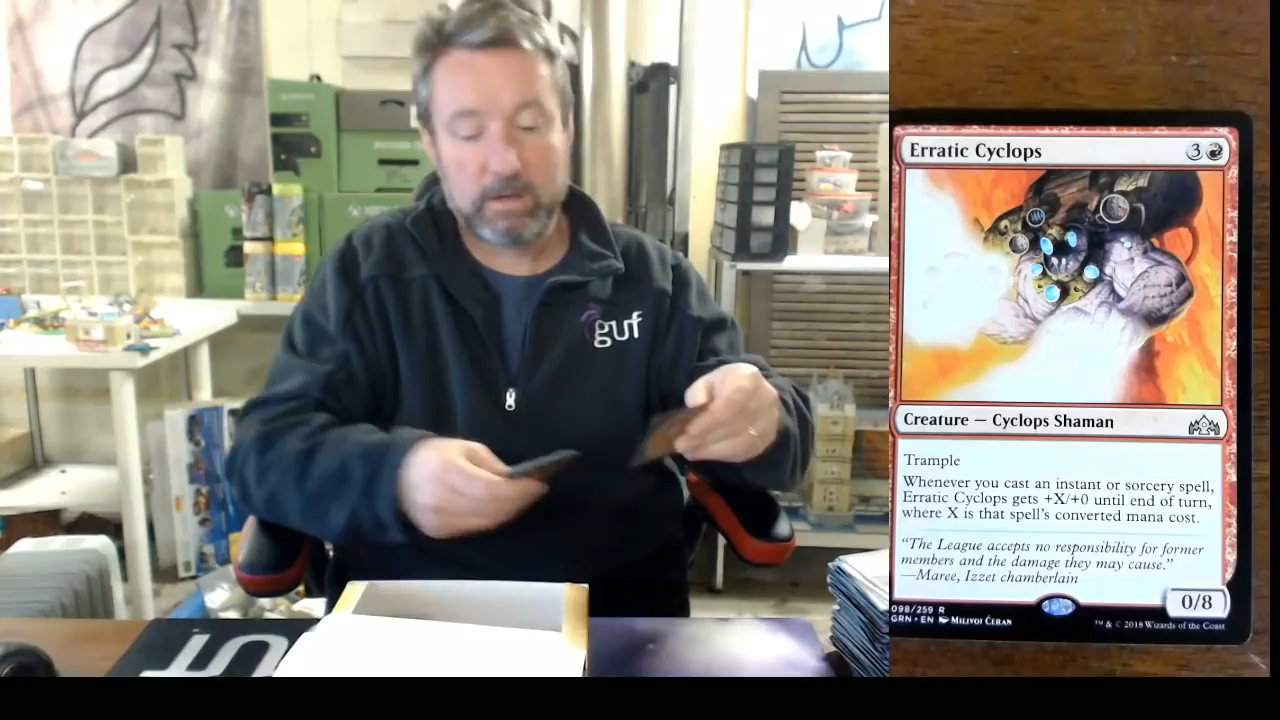 guf
Erratic Cyclops
3
Creature — Cyclops Shaman
Trample
Whenever you cast an instant or sorcery spell,
Erratic Cyclops gets +X/+0 until end of turn,
where X is that spell's converted mana cost.
"The League accepts no responsibility for former
members and the damage they may cause."
—Maree, Izzet chamberlain
0/8
098/259 R
GRN • EN Milivoj Ćeran
™ & © 2018 Wizards of the Coast